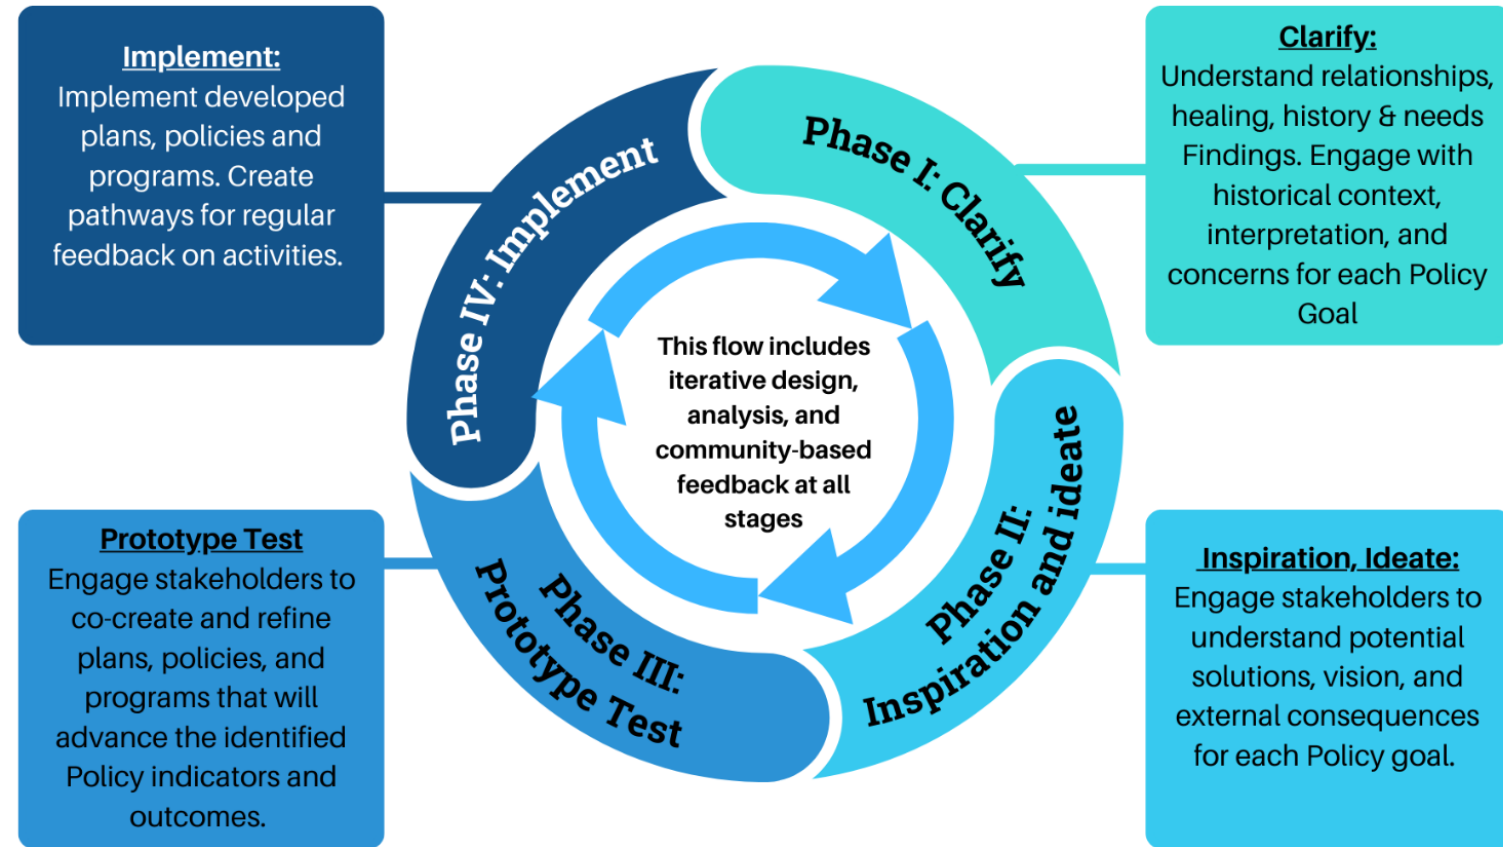 Implement:
Implement developed
plans, policies and
programs. Create
pathways for regular
feedback on activities.
Clarify:
Understand relationships,
healing, history & needs
Findings. Engage with
historical context,
interpretation, and
concerns for each Policy
Goal
Phase I: Clarify
Phase IV: Implement
This flow includes
iterative design,
analysis, and
community-based
feedback at all
stages
Phase II:
Inspiration and ideate
Phase III:
Prototype Test
Prototype Test
Engage stakeholders to
co-create and refine
plans, policies, and
programs that will
advance the identified
Policy indicators and
outcomes.
Inspiration, Ideate:
Engage stakeholders to
understand potential
solutions, vision, and
external consequences
for each Policy goal.